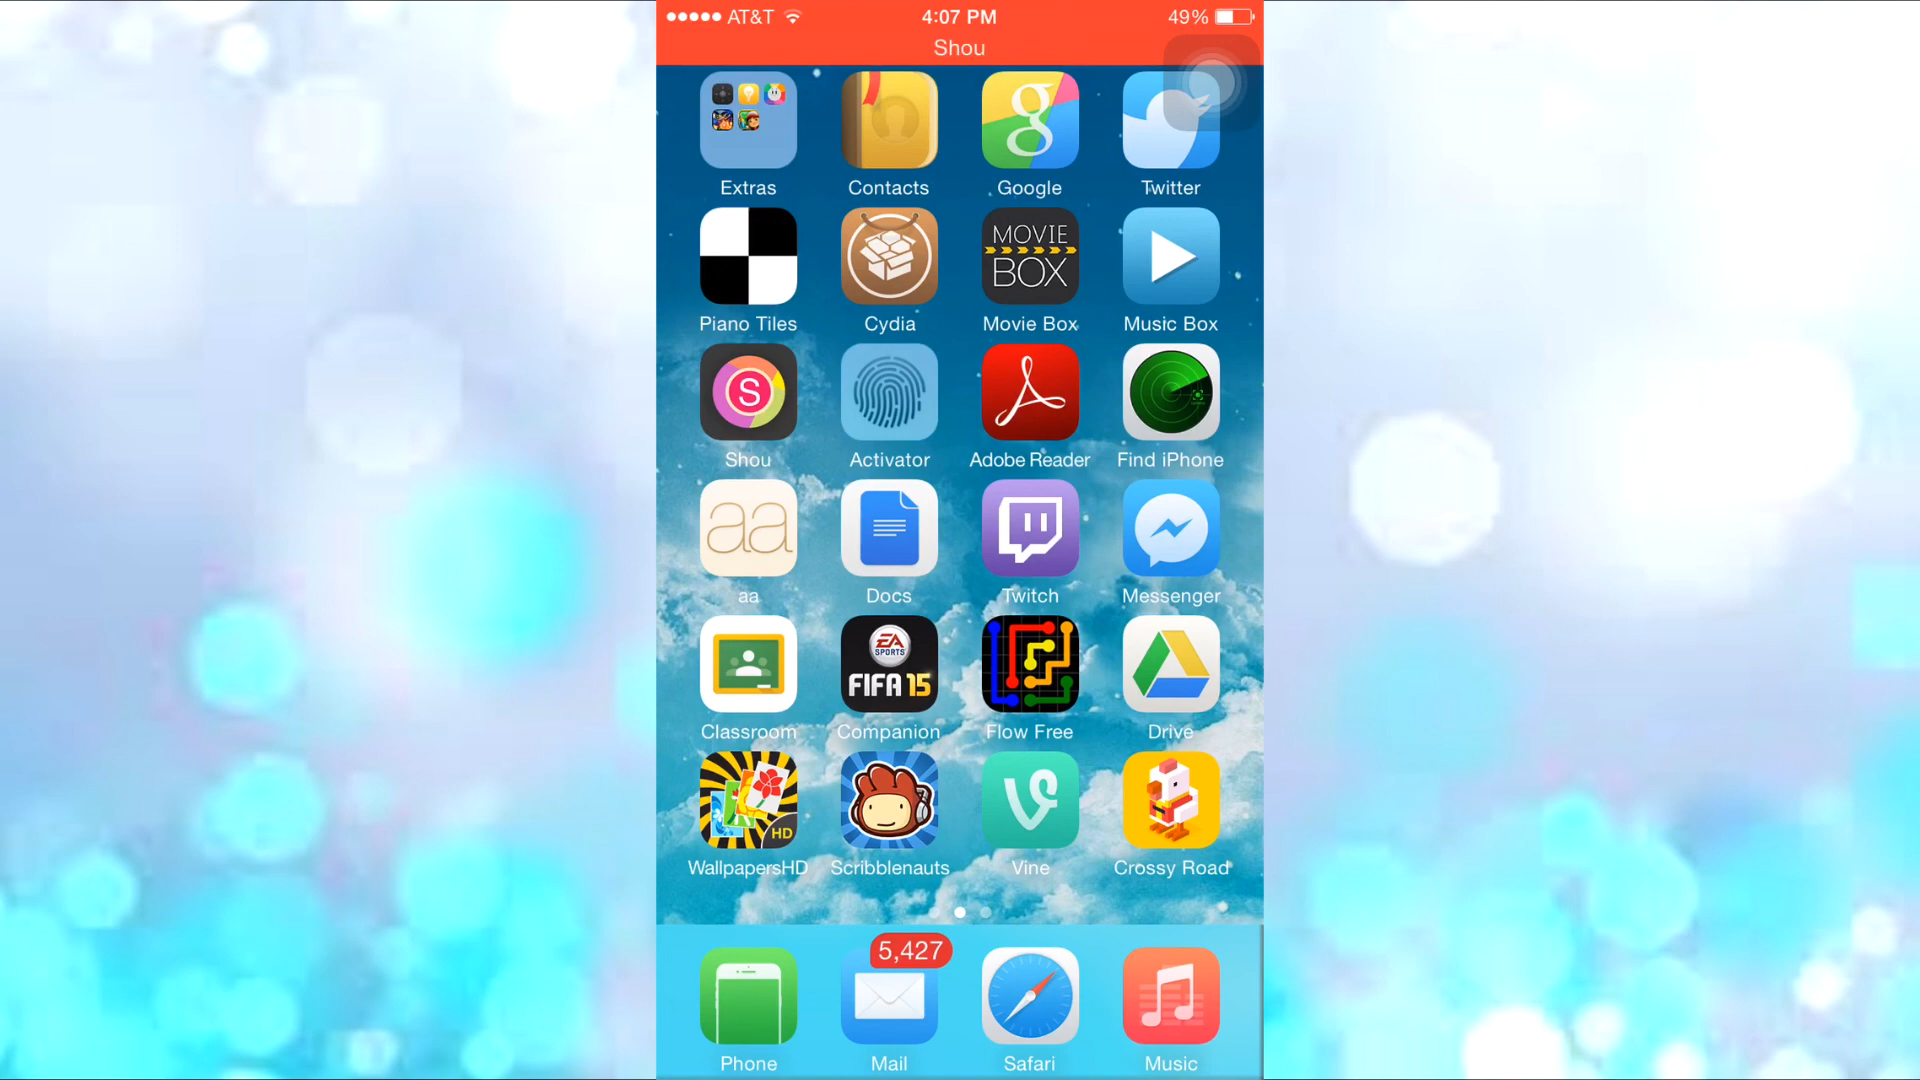 AT&T 4:07 PM 49%
Shou
g
Extras Contacts Google Twitter
MOVIE
BOX
Piano Tiles Cydia Movie Box Music Box
S
Shou Activator Adobe Reader Find iPhone
aa
aa Docs Twitch Messenger
EA
SPORTS
FIFA 15
Classroom Companion Flow Free Drive
HD
WallpapersHD Scribblenauts Vine Crossy Road
5,427
Phone Mail Safari Music